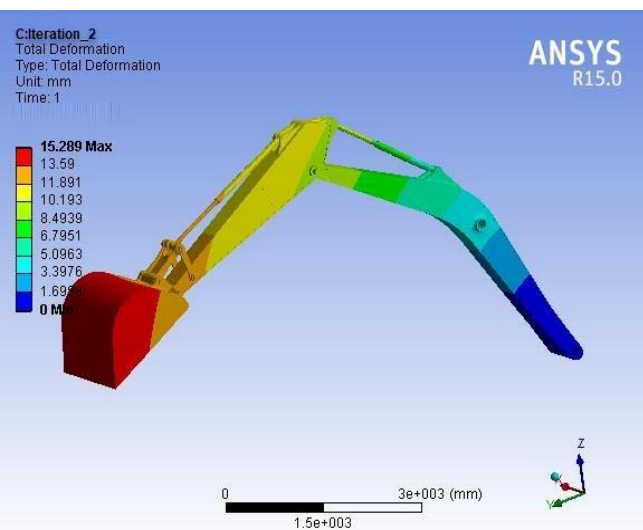 C:Iteration_2
Total Deformation
Type: Total Deformation
Unit: mm
Time: 1
ANSYS
R15.0
15.289 Max
13.59
11.891
10.193
8.4939
6.7951
5.0963
3.3976
0
Z
Y
0
3e+003 (mm)
1.5e+003